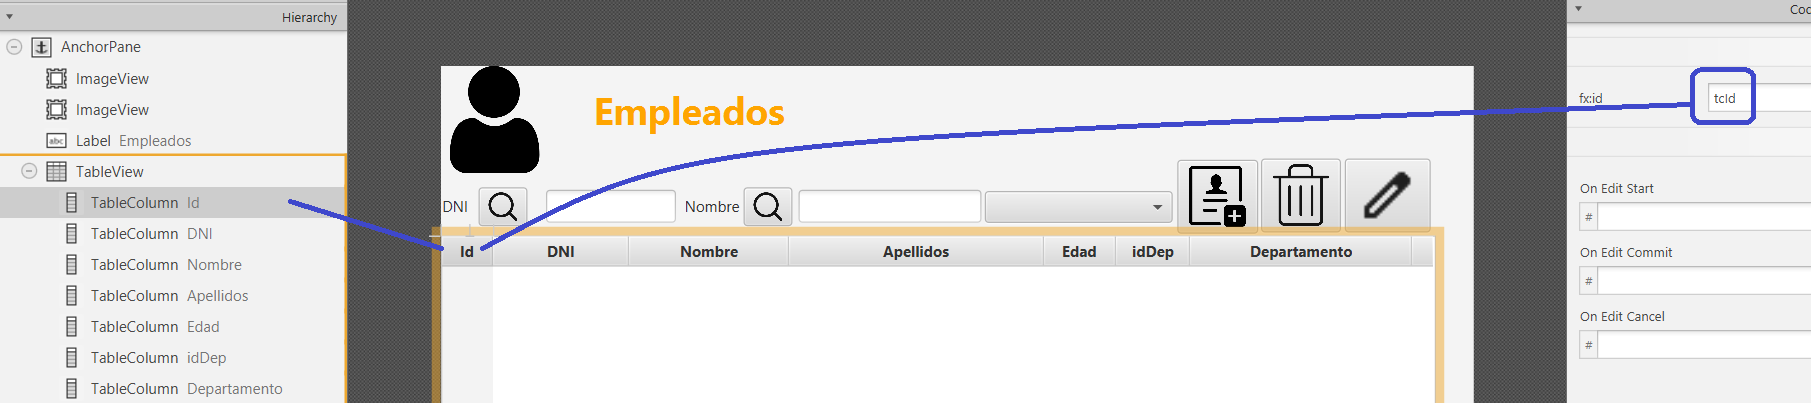 Hierarchy
AnchorPane
ImageView
ImageView
abc Label Empleados
TableView
TableColumn Id
TableColumn DNI
TableColumn Nombre
TableColumn Apellidos
TableColumn Edad
TableColumn idDep
TableColumn Departamento
Empleados
DNI Nombre
Id DNI Nombre Apellidos Edad idDep Departamento
Coc
fx:id tcId
On Edit Start
#
On Edit Commit
#
On Edit Cancel
#